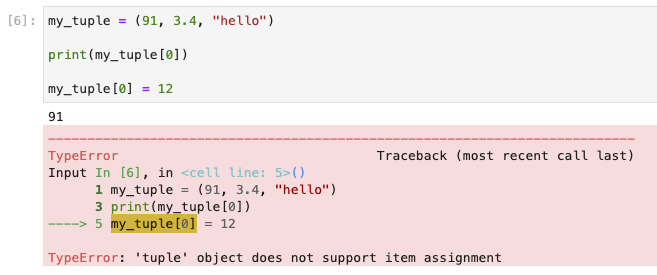 [6]: my_tuple = (91, 3.4, "hello")
print(my_tuple[0])
my_tuple[0] = 12
91
---------------------------------------------------------------------------
TypeError                                 Traceback (most recent call last)
Input In [6], in <cell line: 5>()
      1 my_tuple = (91, 3.4, "hello")
      3 print(my_tuple[0])
----> 5 my_tuple[0] = 12
TypeError: 'tuple' object does not support item assignment